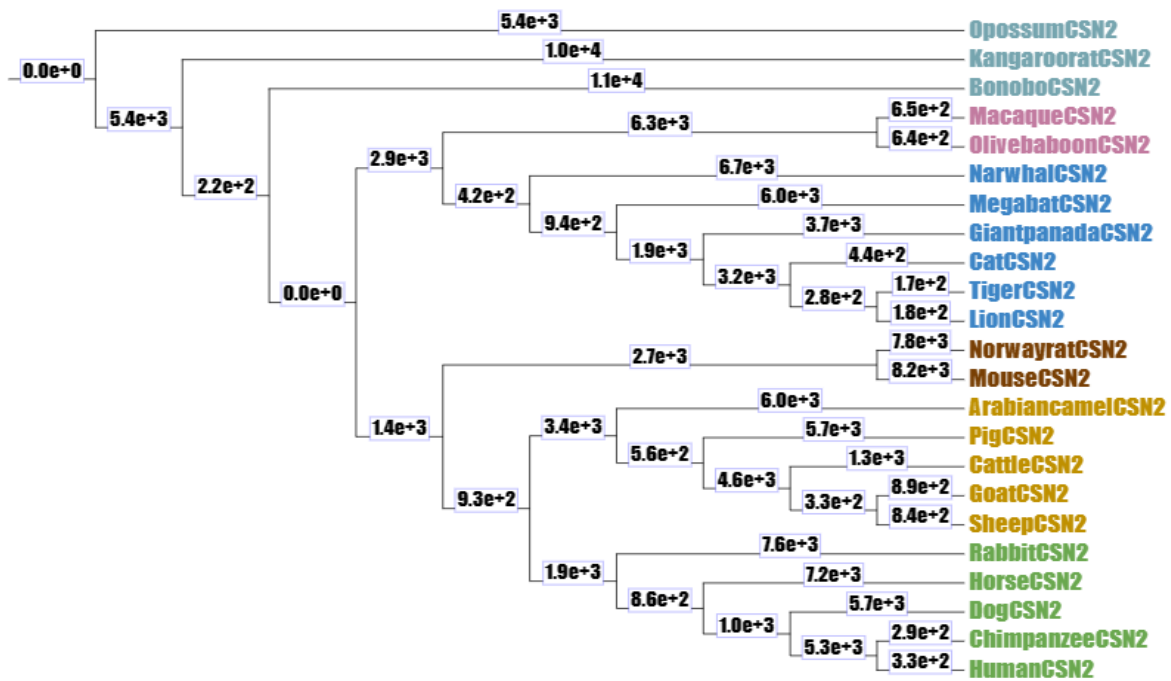 5.4e+3
OpossumCSN2
1.0e+4
KangarooratCSN2
0.0e+0
1.1e+4
BonoboCSN2
6.5e+2
MacaqueCSN2
5.4e+3
6.3e+3
6.4e+2
OlivebaboonCSN2
2.9e+3
6.7e+3
NarwhalCSN2
2.2e+2
4.2e+2
6.0e+3
MegabatCSN2
9.4e+2
3.7e+3
GiantpanadaCSN2
1.9e+3
4.4e+2
CatCSN2
3.2e+3
1.7e+2
TigerCSN2
0.0e+0
2.8e+2
1.8e+2
LionCSN2
7.8e+3
NorwayratCSN2
2.7e+3
8.2e+3
MouseCSN2
6.0e+3
ArabiancamelCSN2
1.4e+3
3.4e+3
5.7e+3
PigCSN2
5.6e+2
1.3e+3
CattleCSN2
4.6e+3
8.9e+2
GoatCSN2
9.3e+2
3.3e+2
8.4e+2
SheepCSN2
7.6e+3
RabbitCSN2
1.9e+3
7.2e+3
HorseCSN2
8.6e+2
5.7e+3
DogCSN2
1.0e+3
2.9e+2
ChimpanzeeCSN2
5.3e+3
3.3e+2
HumanCSN2